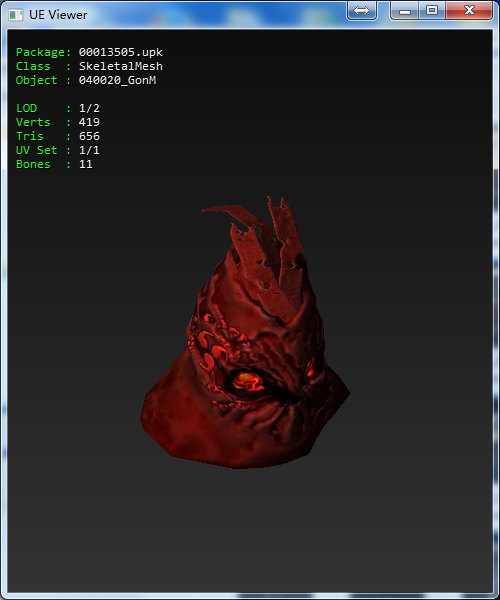 UE Viewer
Package: 00013505.upk
Class : SkeletalMesh
Object : 040020_GonM
LOD : 1/2
Verts : 419
Tris : 656
UV Set : 1/1
Bones : 11